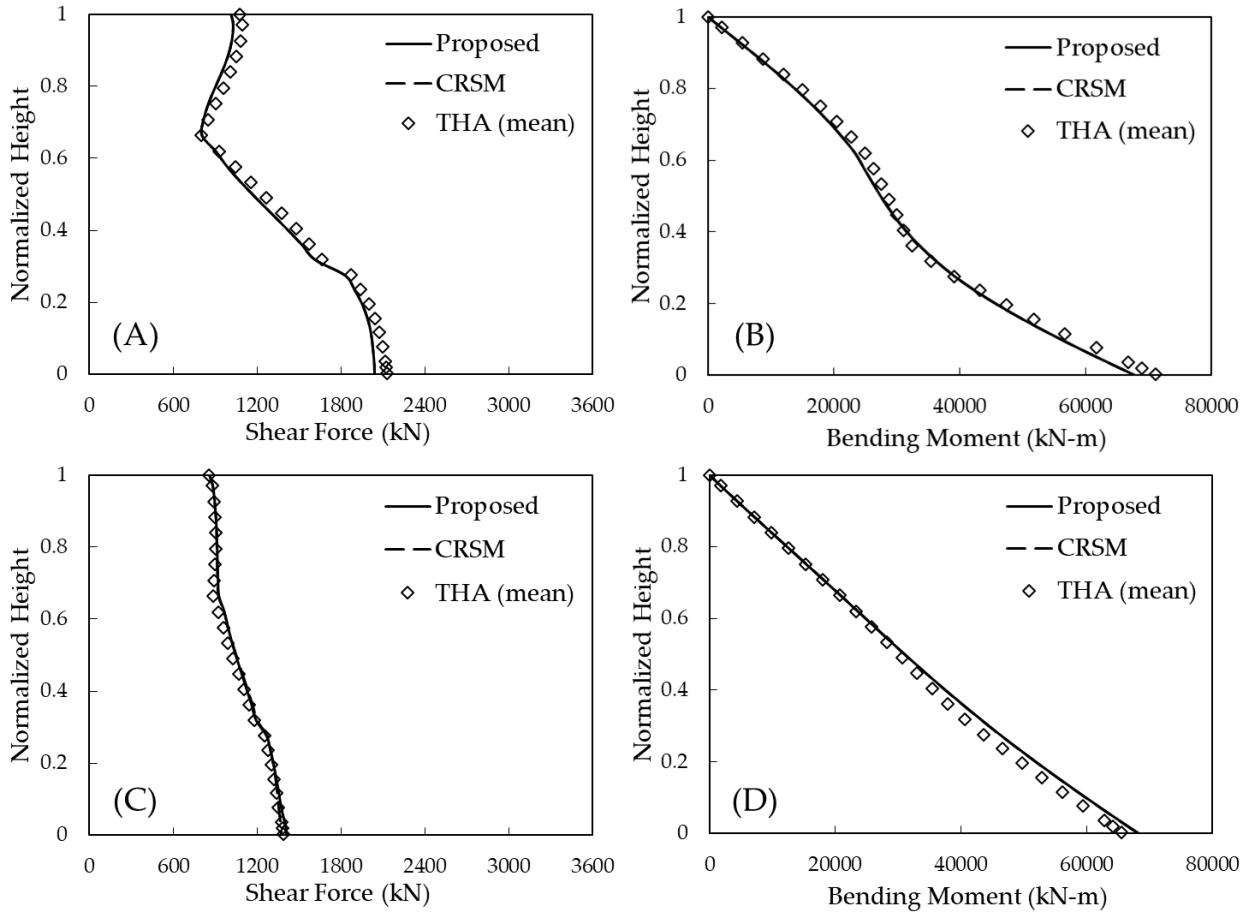 1
0.8
0.6
0.4
0.2
0
Normalized Height
Proposed
CRSM
THA (mean)
(A)
0 600 1200 1800 2400 3000 3600
Shear Force (kN)
1
0.8
0.6
0.4
0.2
0
Normalized Height
Proposed
CRSM
THA (mean)
(B)
0 20000 40000 60000 80000
Bending Moment (kN-m)
1
0.8
0.6
0.4
0.2
0
Normalized Height
Proposed
CRSM
THA (mean)
(C)
0 600 1200 1800 2400 3000 3600
Shear Force (kN)
1
0.8
0.6
0.4
0.2
0
Normalized Height
Proposed
CRSM
THA (mean)
(D)
0 20000 40000 60000 80000
Bending Moment (kN-m)